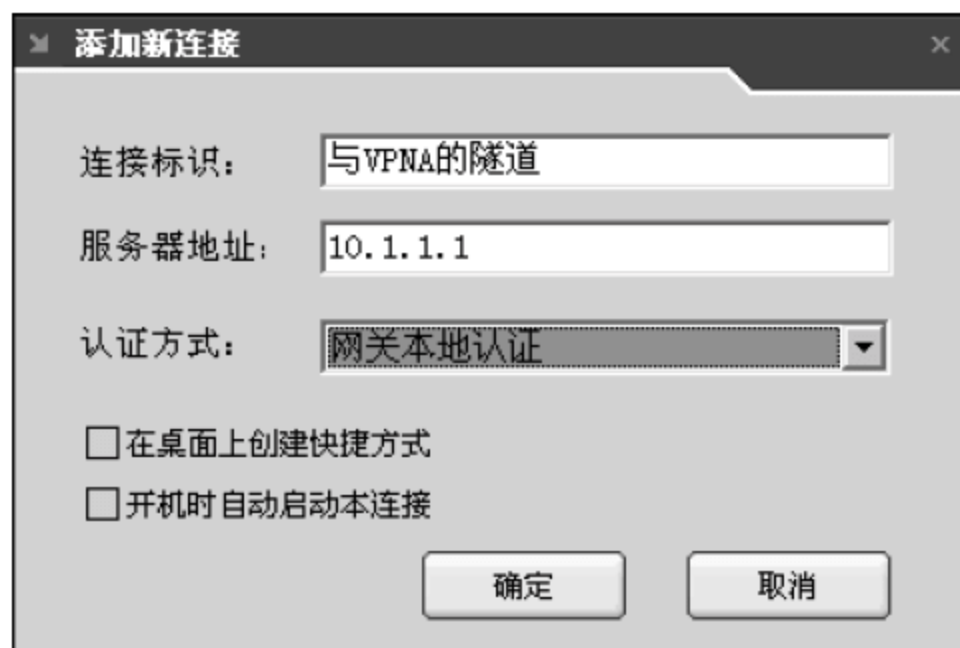 添加新连接
连接标识： 与VPNA的隧道
服务器地址： 10.1.1.1
认证方式： 网关本地认证
在桌面上创建快捷方式
开机时自动启动本连接
确定 取消